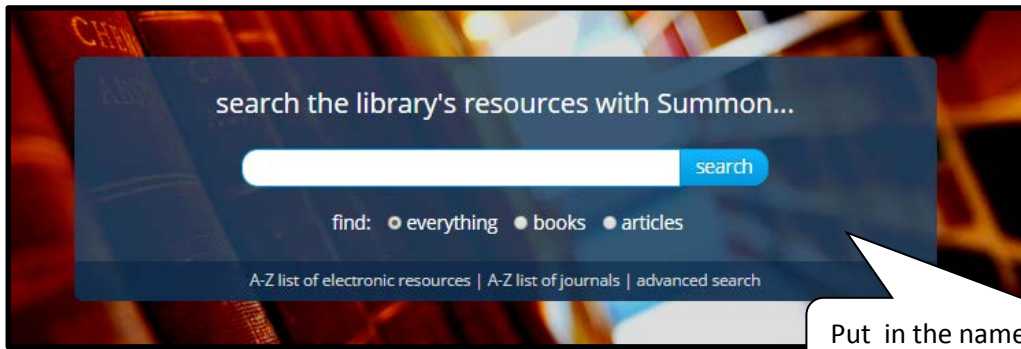 search the library's resources with Summon...
search
find: everything books articles
A-Z list of electronic resources | A-Z list of journals | advanced search
Put in the name